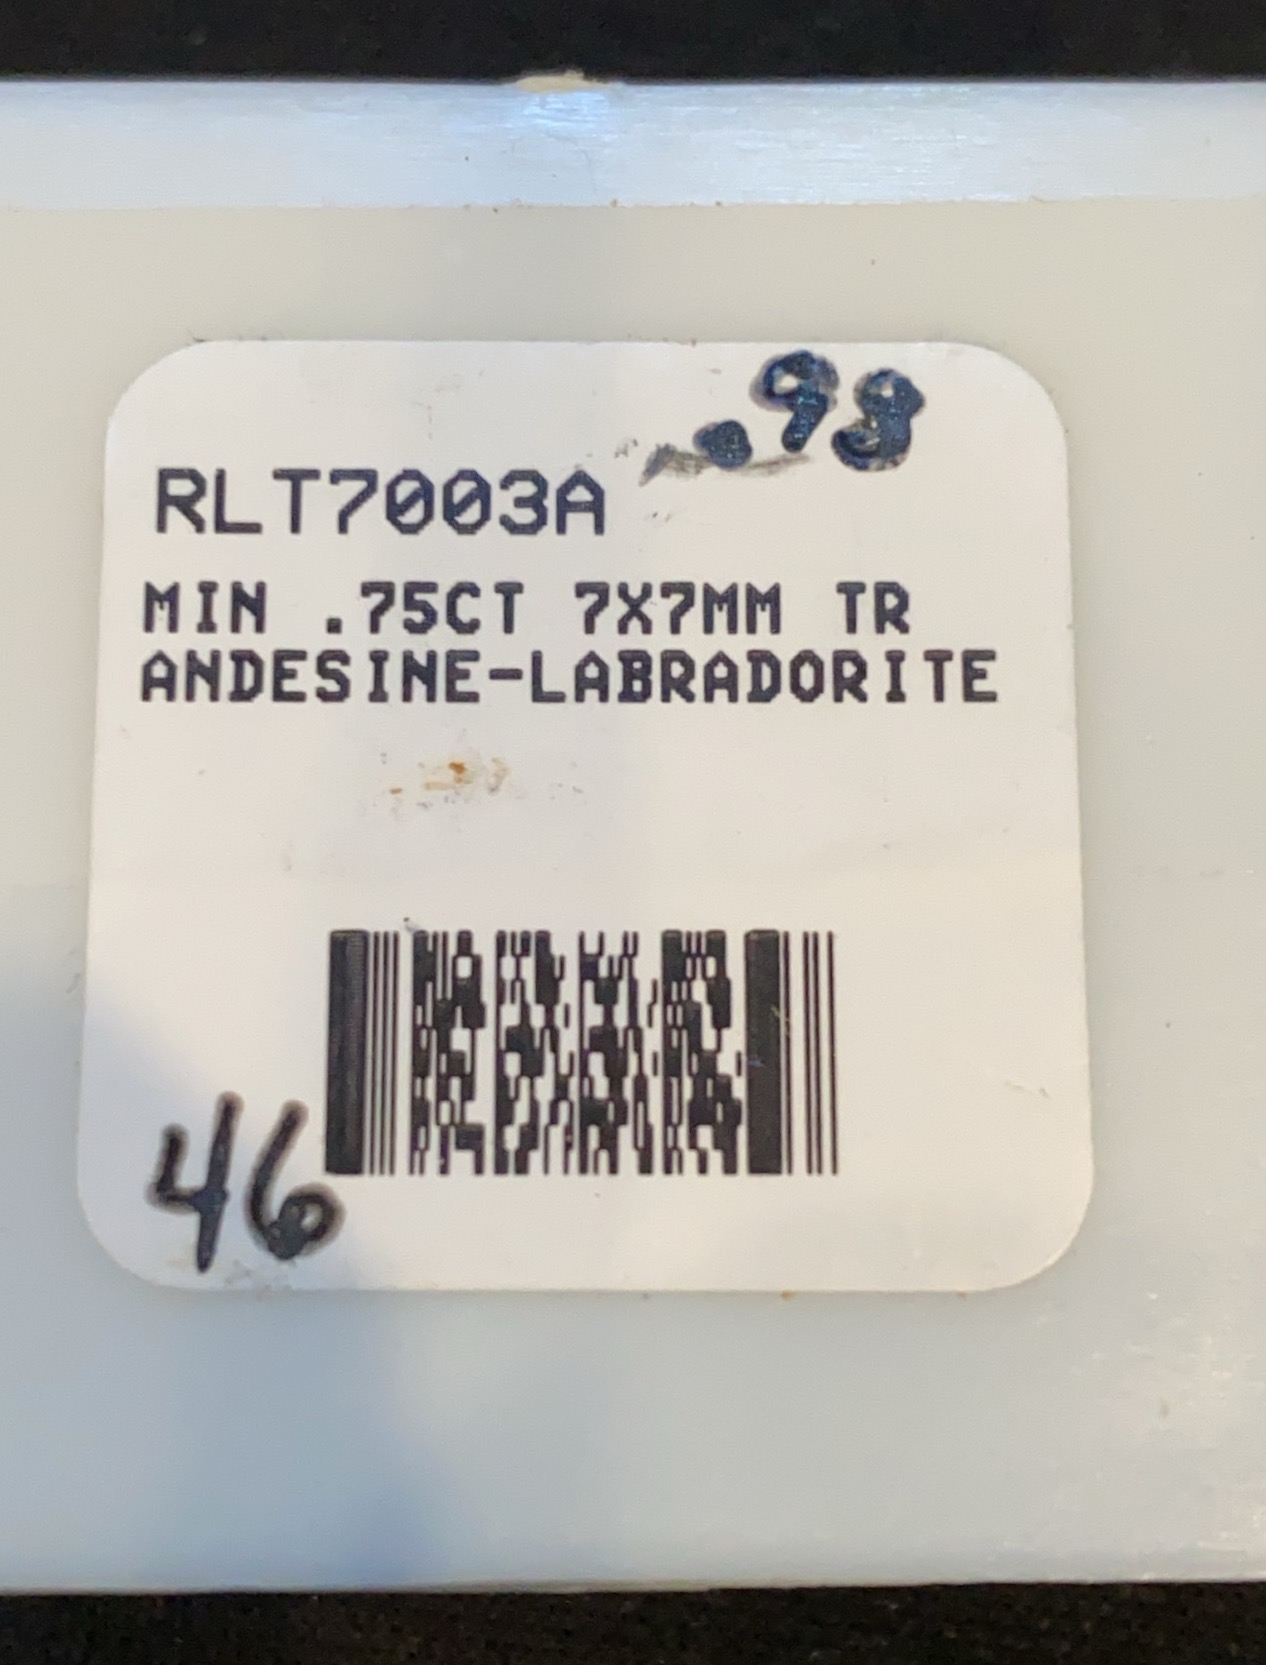 .98
RLT7003A
MIN .75CT 7X7MM TR
ANDESINE-LABRADORITE
46